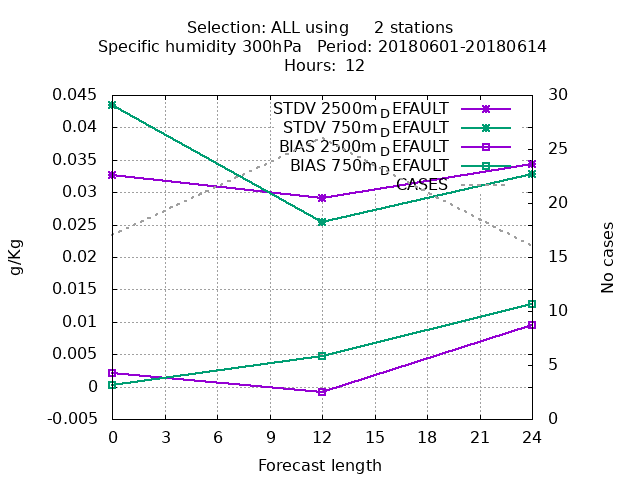 Selection: ALL using     2 stations
Specific humidity 300hPa   Period: 20180601-20180614
Hours: 12
STDV 2500m_DEFAULT
STDV 750m_DEFAULT
BIAS 2500m_DEFAULT
BIAS 750m_DEFAULT
CASES
0.045
0.04
0.035
0.03
0.025
0.02
0.015
0.01
0.005
0
-0.005
30
25
20
15
10
5
0
g/Kg
No cases
0 3 6 9 12 15 18 21 24
Forecast length